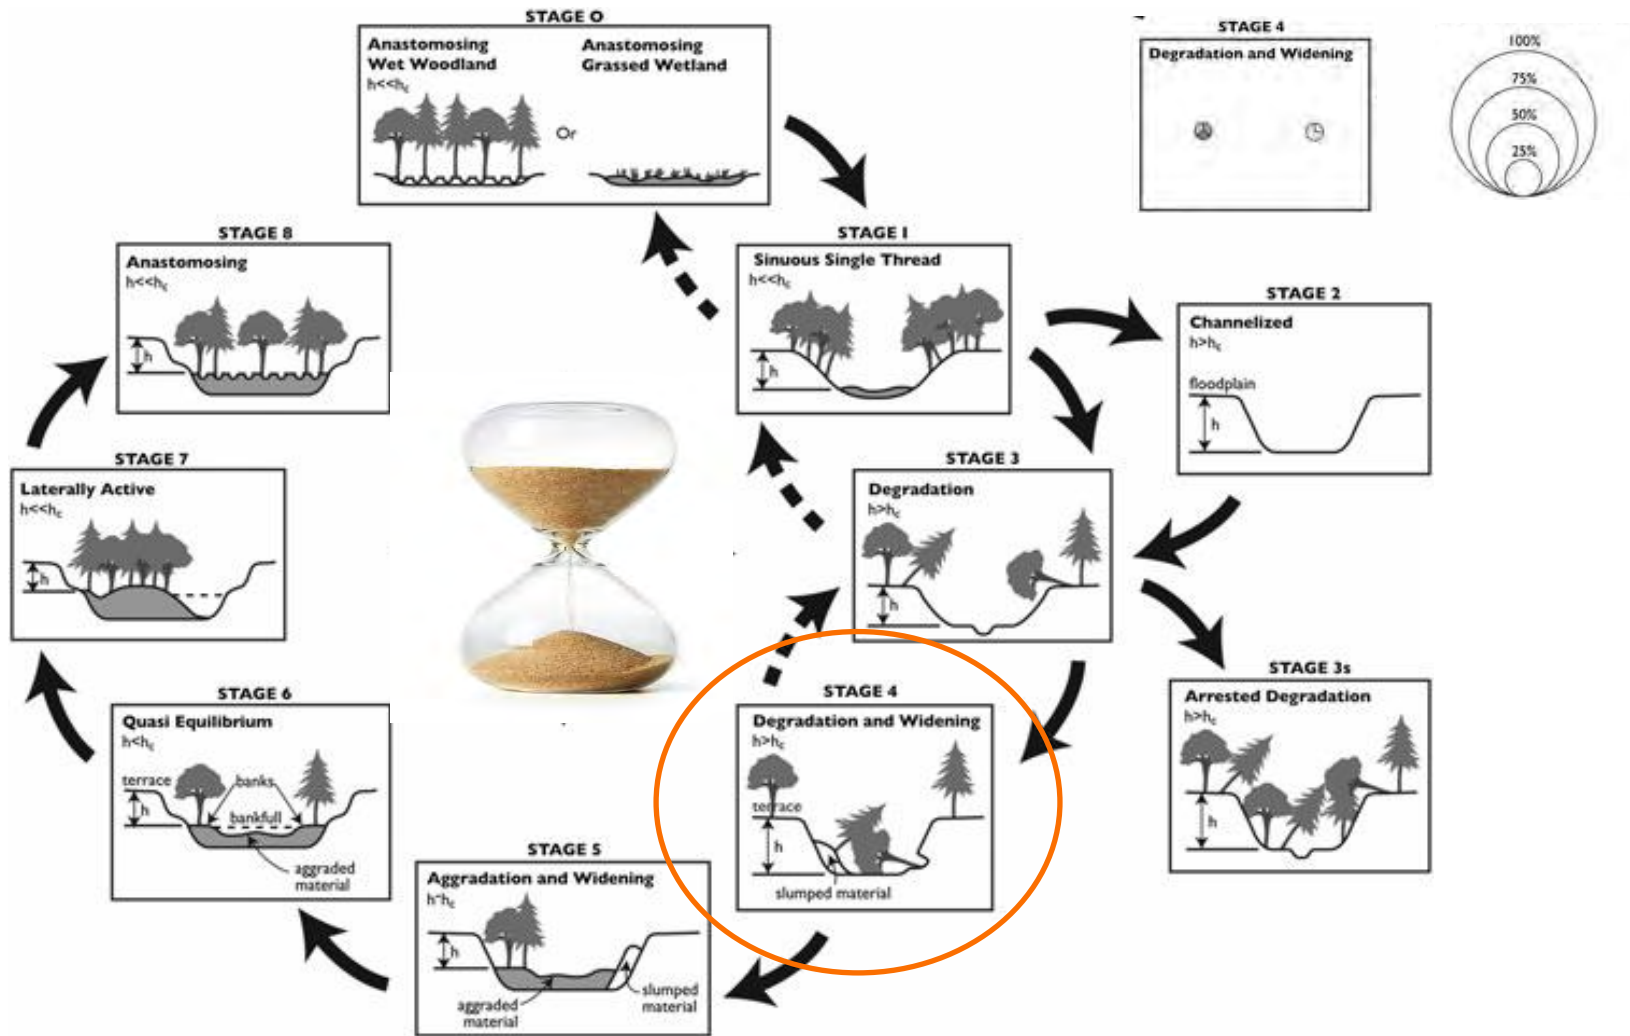 STAGE 0
Anastomosing
Wet Woodland
h<<hc
Or
Anastomosing
Grassed Wetland
STAGE 4
Degradation and Widening
100%
75%
50%
25%
STAGE 8
Anastomosing
h<<hc
h
STAGE 1
Sinuous Single Thread
h<<hc
h
STAGE 2
Channelized
h>hc
floodplain
h
STAGE 7
Laterally Active
h<<hc
h
STAGE 3
Degradation
h>hc
h
STAGE 3s
Arrested Degradation
h>hc
h
STAGE 6
Quasi Equilibrium
h<hc
terrace
banks
h
bankfull
aggraded
material
STAGE 4
Degradation and Widening
h>hc
terrace
h
slumped material
STAGE 5
Aggradation and Widening
h~hc
h
aggraded
material
slumped
material